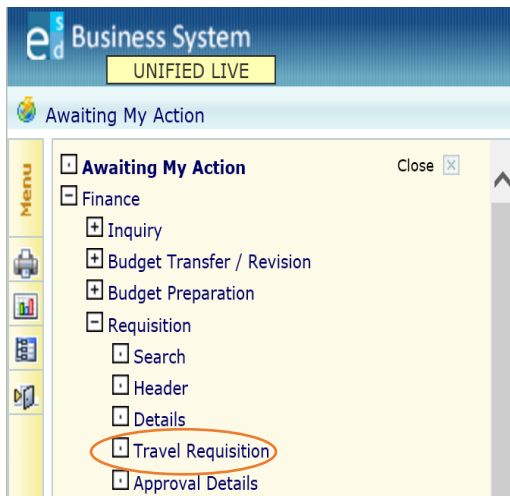 esd Business System
UNIFIED LIVE
Awaiting My Action
Menu
Awaiting My Action Close
Finance
Inquiry
Budget Transfer / Revision
Budget Preparation
Requisition
Search
Header
Details
Travel Requisition
Approval Details